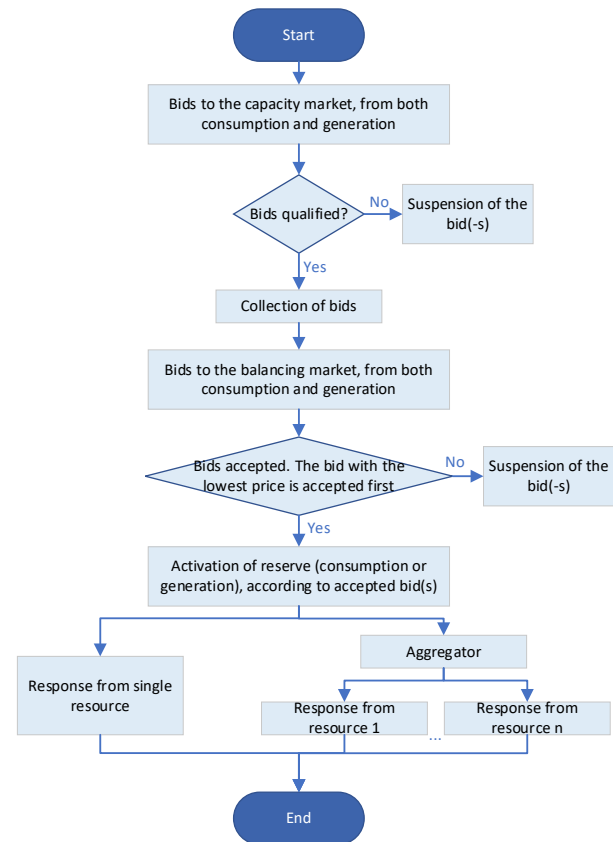 Start
Bids to the capacity market, from both
consumption and generation
Bids qualified?
No
Suspension of the
bid(-s)
Yes
Collection of bids
Bids to the balancing market, from both
consumption and generation
Bids accepted. The bid with the
lowest price is accepted first
No
Suspension of the
bid(-s)
Yes
Activation of reserve (consumption or
generation), according to accepted bid(s)
Aggregator
Response from single
resource
Response from
resource 1
...
Response from
resource n
End